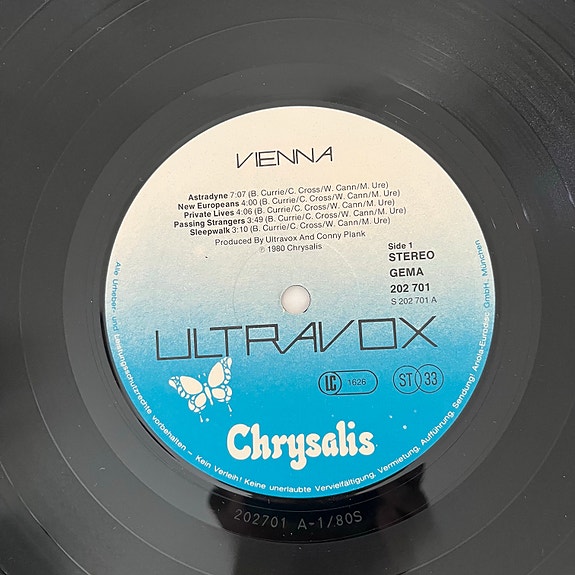 VIENNA
Astradyne 7:07 (B. Currie/C. Cross/W. Cann/M. Ure)
New Europeans 4:00 (B. Currie/C. Cross/W. Cann/M. Ure)
Private Lives 4:06 (B. Currie/C. Cross/W. Cann/M. Ure)
Passing Strangers 3:49 (B. Currie/C. Cross/W. Cann/M. Ure)
Sleepwalk 3:10 (B. Currie/C. Cross/W. Cann/M. Ure)
Produced By Ultravox And Conny Plank
℗ 1980 Chrysalis
Side 1
STEREO
GEMA
202 701
S 202 701 A
ULTRAVOX
LC 1626
ST 33
Chrysalis
Alle Urheber- und Leistungsschutzrechte vorbehalten – Kein Verleih! Keine unerlaubte Vervielfältigung, Vermietung, Aufführung, Sendung! Ariola-Eurodisc GmbH., München
202701 A-1/80S